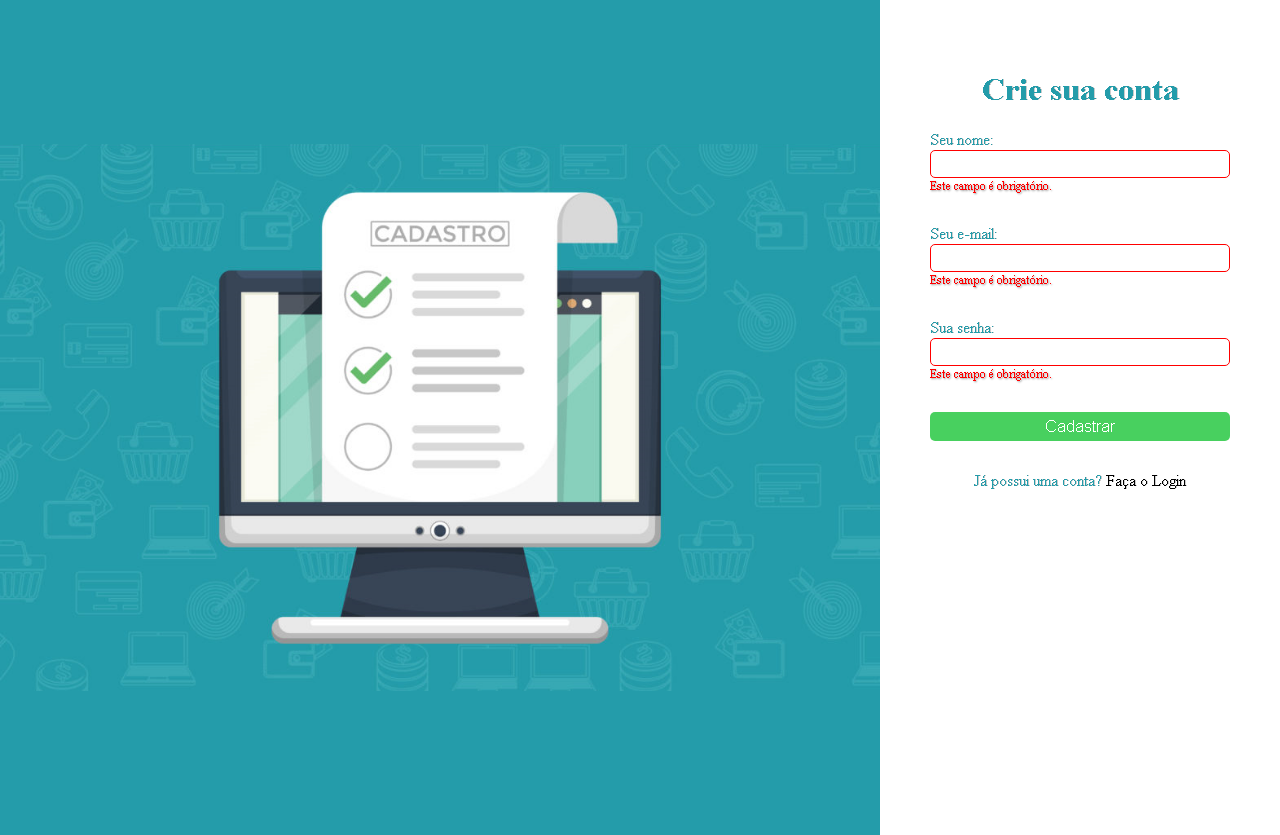 CADASTRO
Crie sua conta
Seu nome:
Este campo é obrigatório.
Seu e-mail:
Este campo é obrigatório.
Sua senha:
Este campo é obrigatório.
Cadastrar
Já possui uma conta? Faça o Login